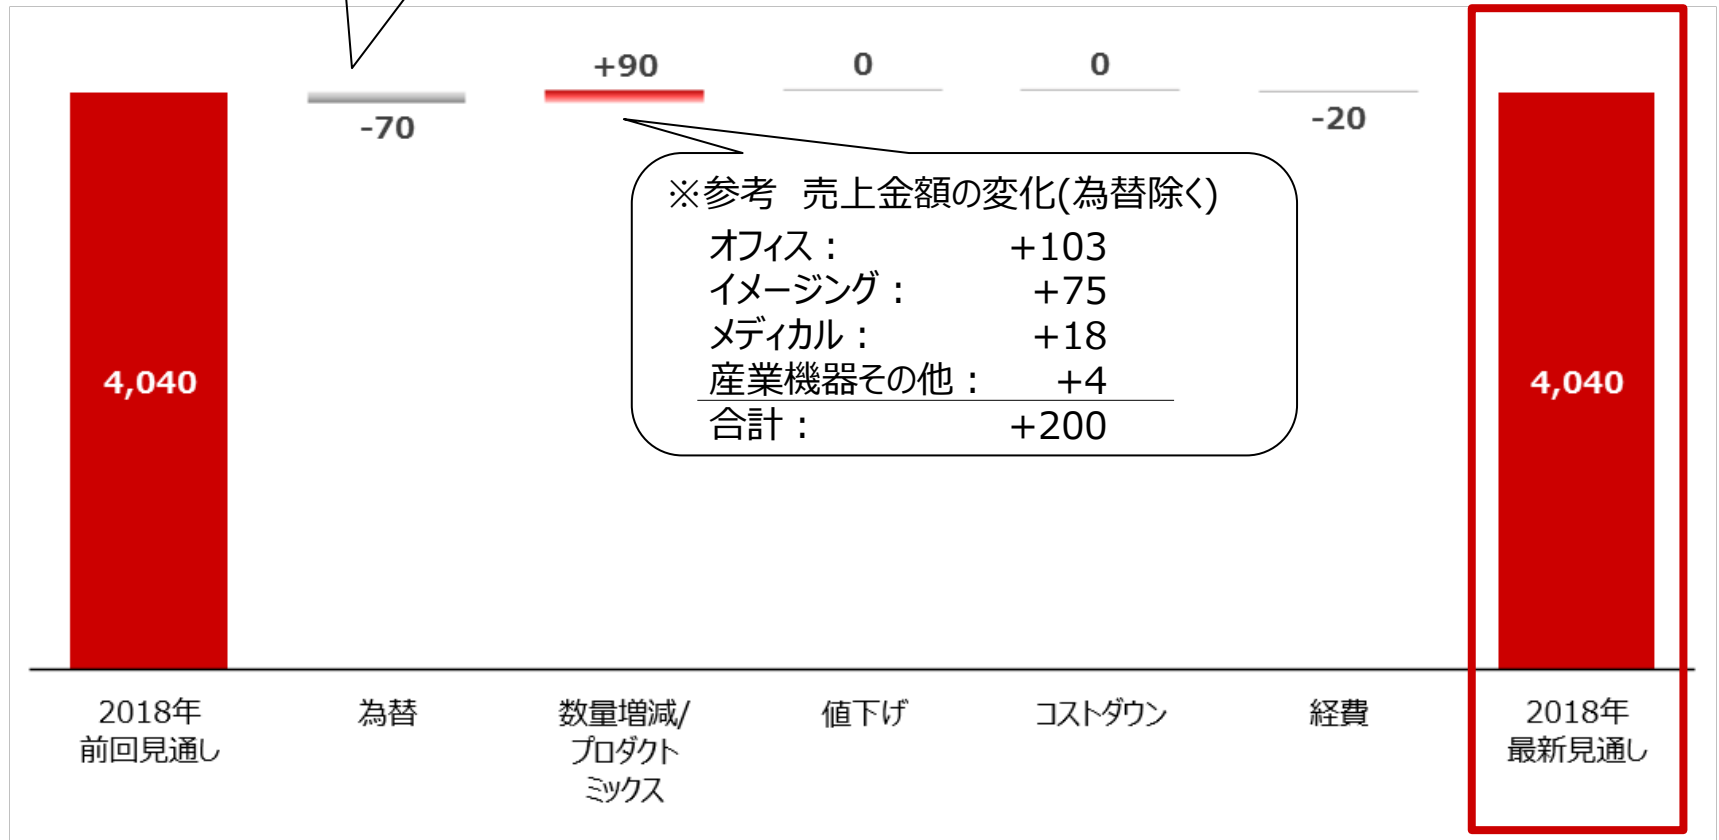 +90
0
0
-70
-20
※参考 売上金額の変化(為替除く)
オフィス： +103
イメージング： +75
メディカル： +18
産業機器その他： +4
合計： +200
4,040
4,040
2018年
前回見通し
為替
数量増減/
プロダクト
ミックス
値下げ
コストダウン
経費
2018年
最新見通し